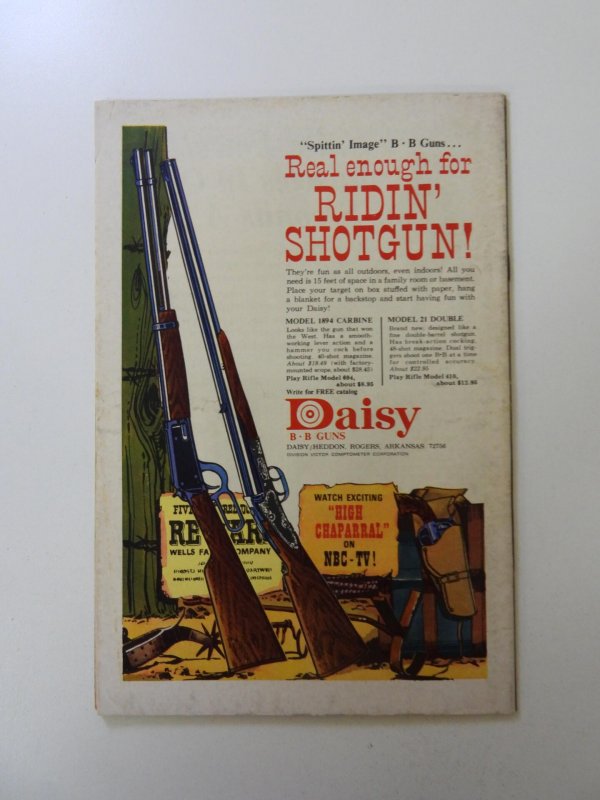 "Spittin' Image" B·B Guns...
Real enough for
RIDIN'
SHOTGUN!
They're fun as all outdoors, even indoors! All you
need is 15 feet of space in a family room or basement.
Place your target on box stuffed with paper, hang
a blanket for a backstop and start having fun with
your Daisy!
MODEL 1894 CARBINE
Looks like the gun that won
the West. Has a smooth-
working lever action and a
hammer you cock before
shooting. 40-shot magazine.
About $18.49 (with factory-
mounted scope, about $28.45)
Play Rifle Model 894,
about $9.95
Write for FREE catalog
MODEL 21 DOUBLE
Brand new, designed like a
fine double-barrel shotgun.
Has break-action cocking,
48-shot magazine. Dual trig-
gers shoot one B·B at a time
for controlled accuracy.
About $22.95
Play Rifle Model 410,
about $12.95
Daisy
B·B GUNS
DAISY/HEDDON, ROGERS, ARKANSAS 72756
DIVISION VICTOR COMPTOMETER CORPORATION
FIVE
RE AR
WELLS FA COMPANY
WATCH EXCITING
"HIGH
CHAPARRAL"
ON
NBC-TV!